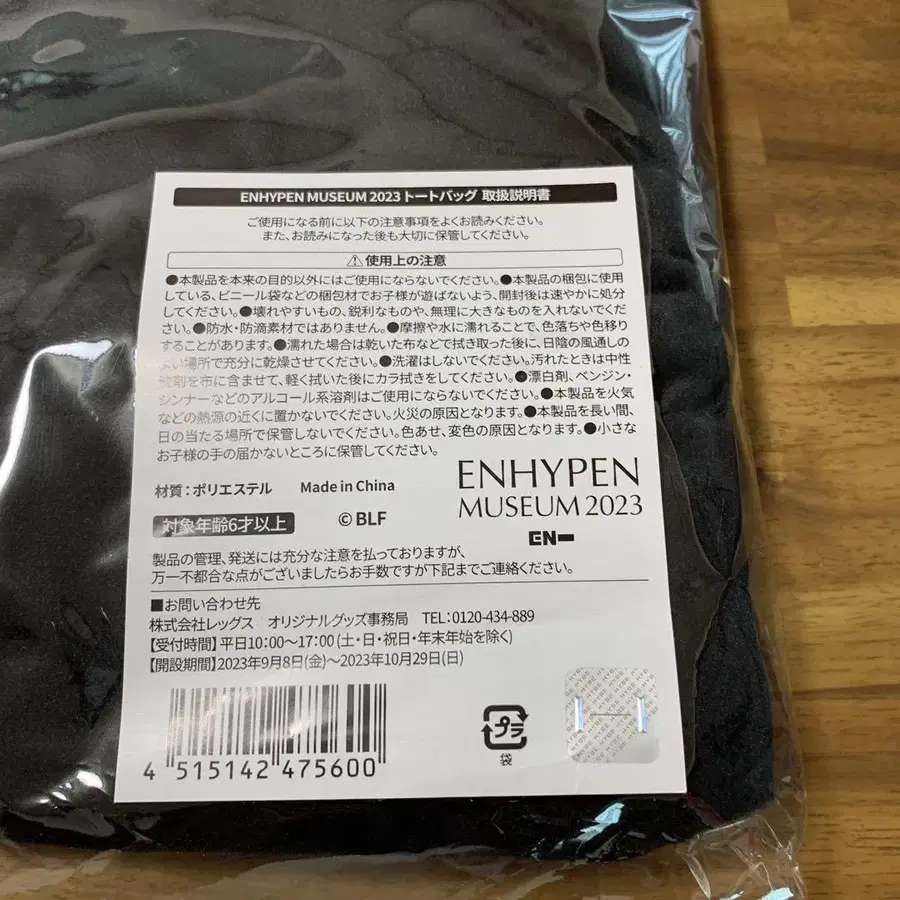 ENHYPEN MUSEUM 2023 トートバッグ 取扱説明書
ご使用になる前に以下の注意事項をよくお読みください。
また、お読みになった後も大切に保管してください。
⚠使用上の注意
●本製品を本来の目的以外にはご使用にならないでください。●本製品の梱包に使用
している、ビニール袋などの梱包材でお子様が遊ばないよう、開封後は速やかに処分
してください。●壊れやすいもの、鋭利なものや、無理に大きなものを入れないでくださ
い。●防水・防滴素材ではありません。●摩擦や水に濡れることで、色落ちや色移り
することがあります。●濡れた場合は乾いた布などで拭き取った後に、日陰の風通しの
よい場所で充分に乾燥させてください。●洗濯はしないでください。汚れたときは中性
洗剤を布に含ませて、軽く拭いた後にカラ拭きをしてください。●漂白剤、ベンジン・
シンナーなどのアルコール系溶剤はご使用にならないでください。●本製品を火気
などの熱源の近くに置かないでください。火災の原因となります。●本製品を長い間、
日の当たる場所で保管しないでください。色あせ、変色の原因となります。●小さな
お子様の手の届かないところに保管してください。
材質：ポリエステル Made in China
ENHYPEN
MUSEUM 2023
対象年齢6才以上 © BLF
EN-
製品の管理、発送には充分な注意を払っておりますが、
万一不都合な点がございましたらお手数ですが下記までご連絡ください。
■お問い合わせ先
株式会社レッグス オリジナルグッズ事務局 TEL：0120-434-889
【受付時間】平日10:00～17:00（土・日・祝日・年末年始を除く）
【開設期間】2023年9月8日(金)～2023年10月29日(日)
4 515142 475600
プラ
袋
HYBE